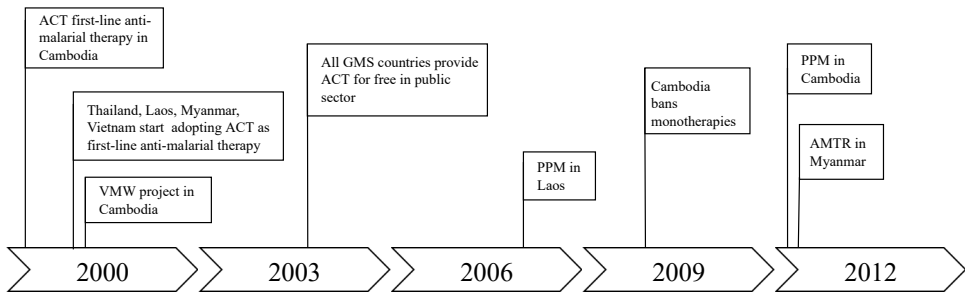 ACT first-line anti-
malarial therapy in
Cambodia
Thailand, Laos, Myanmar,
Vietnam start adopting ACT as
first-line anti-malarial therapy
VMW project in
Cambodia
All GMS countries provide
ACT for free in public
sector
PPM in
Laos
Cambodia
bans
monotherapies
PPM in
Cambodia
AMTR in
Myanmar
2000
2003
2006
2009
2012